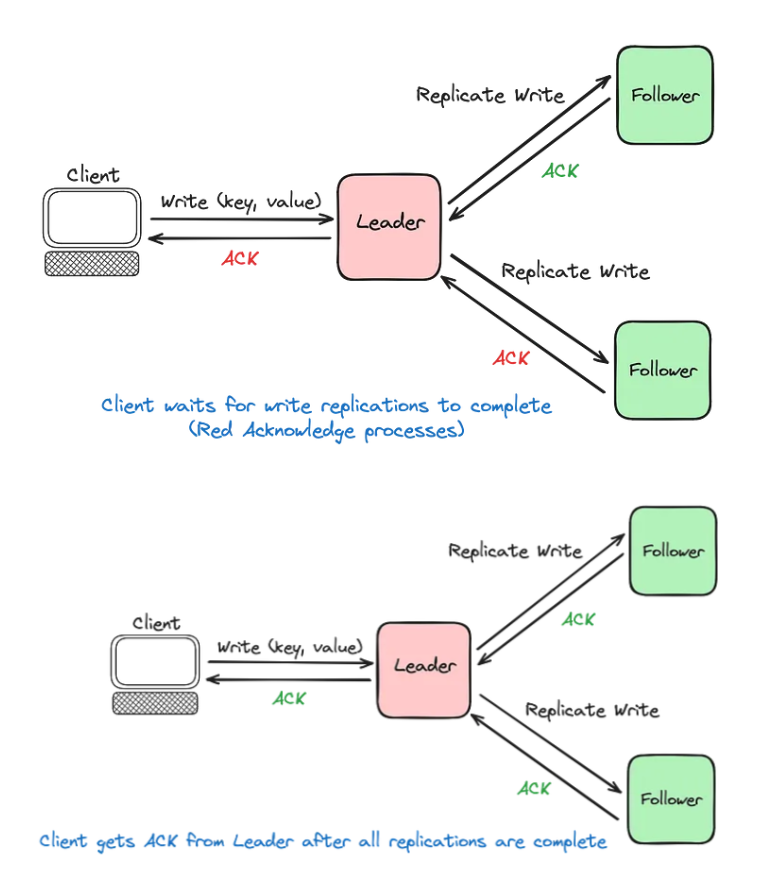 Replicate Write
Follower
ACK
Client
Write (key, value)
Leader
ACK
Replicate Write
ACK
Follower
Client waits for write replications to complete
(Red Acknowledge processes)
Replicate Write
Follower
ACK
Client
Write (key, value)
Leader
ACK
Replicate Write
ACK
Follower
Client gets ACK from Leader after all replications are complete